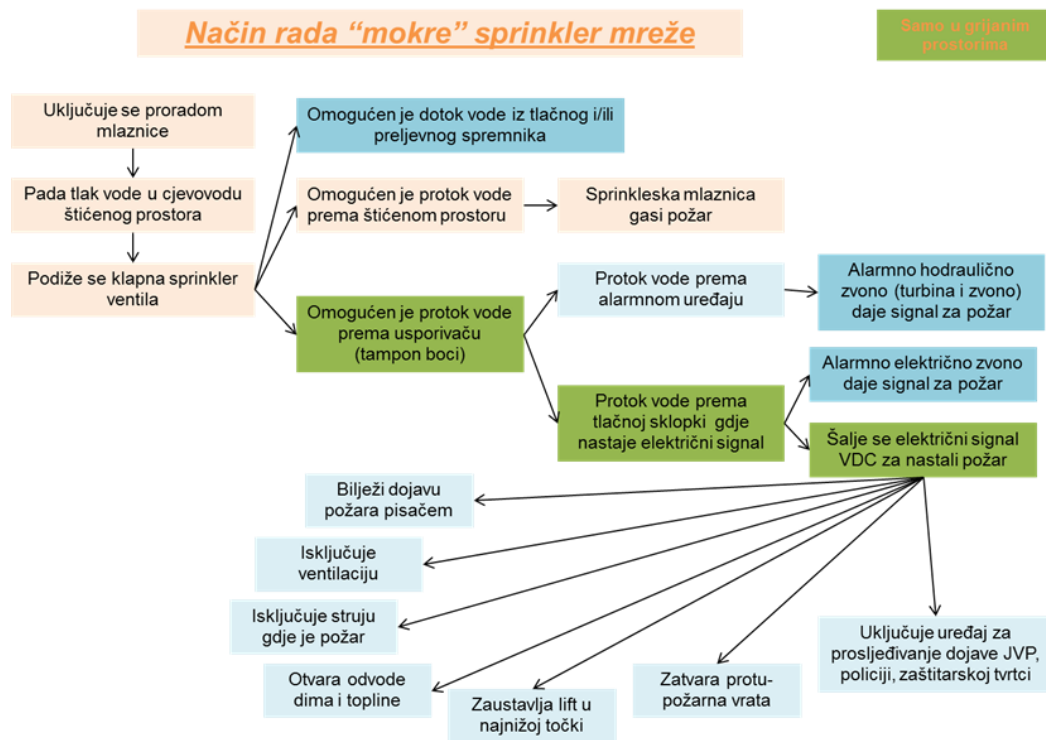 Način rada “mokre” sprinkler mreže
Samo u grijanim
prostorima
Uključuje se proradom
mlaznice
Omogućen je dotok vode iz tlačnog i/ili
preljevnog spremnika
Pada tlak vode u cjevovodu
štićenog prostora
Omogućen je protok vode
prema štićenom prostoru
Sprinkleska mlaznica
gasi požar
Podiže se klapna sprinkler
ventila
Omogućen je protok vode
prema usporivaču
(tampon boci)
Protok vode prema
alarmnom uređaju
Alarmno hodraulično
zvono (turbina i zvono)
daje signal za požar
Protok vode prema
tlačnoj sklopki gdje
nastaje električni signal
Alarmno električno zvono
daje signal za požar
Šalje se električni signal
VDC za nastali požar
Bilježi dojavu
požara pisačem
Isključuje
ventilaciju
Isključuje struju
gdje je požar
Otvara odvode
dima i topline
Zaustavlja lift u
najnižoj točki
Zatvara protu-
požarna vrata
Uključuje uređaj za
prosljeđivanje dojave JVP,
policiji, zaštitarskoj tvrtci